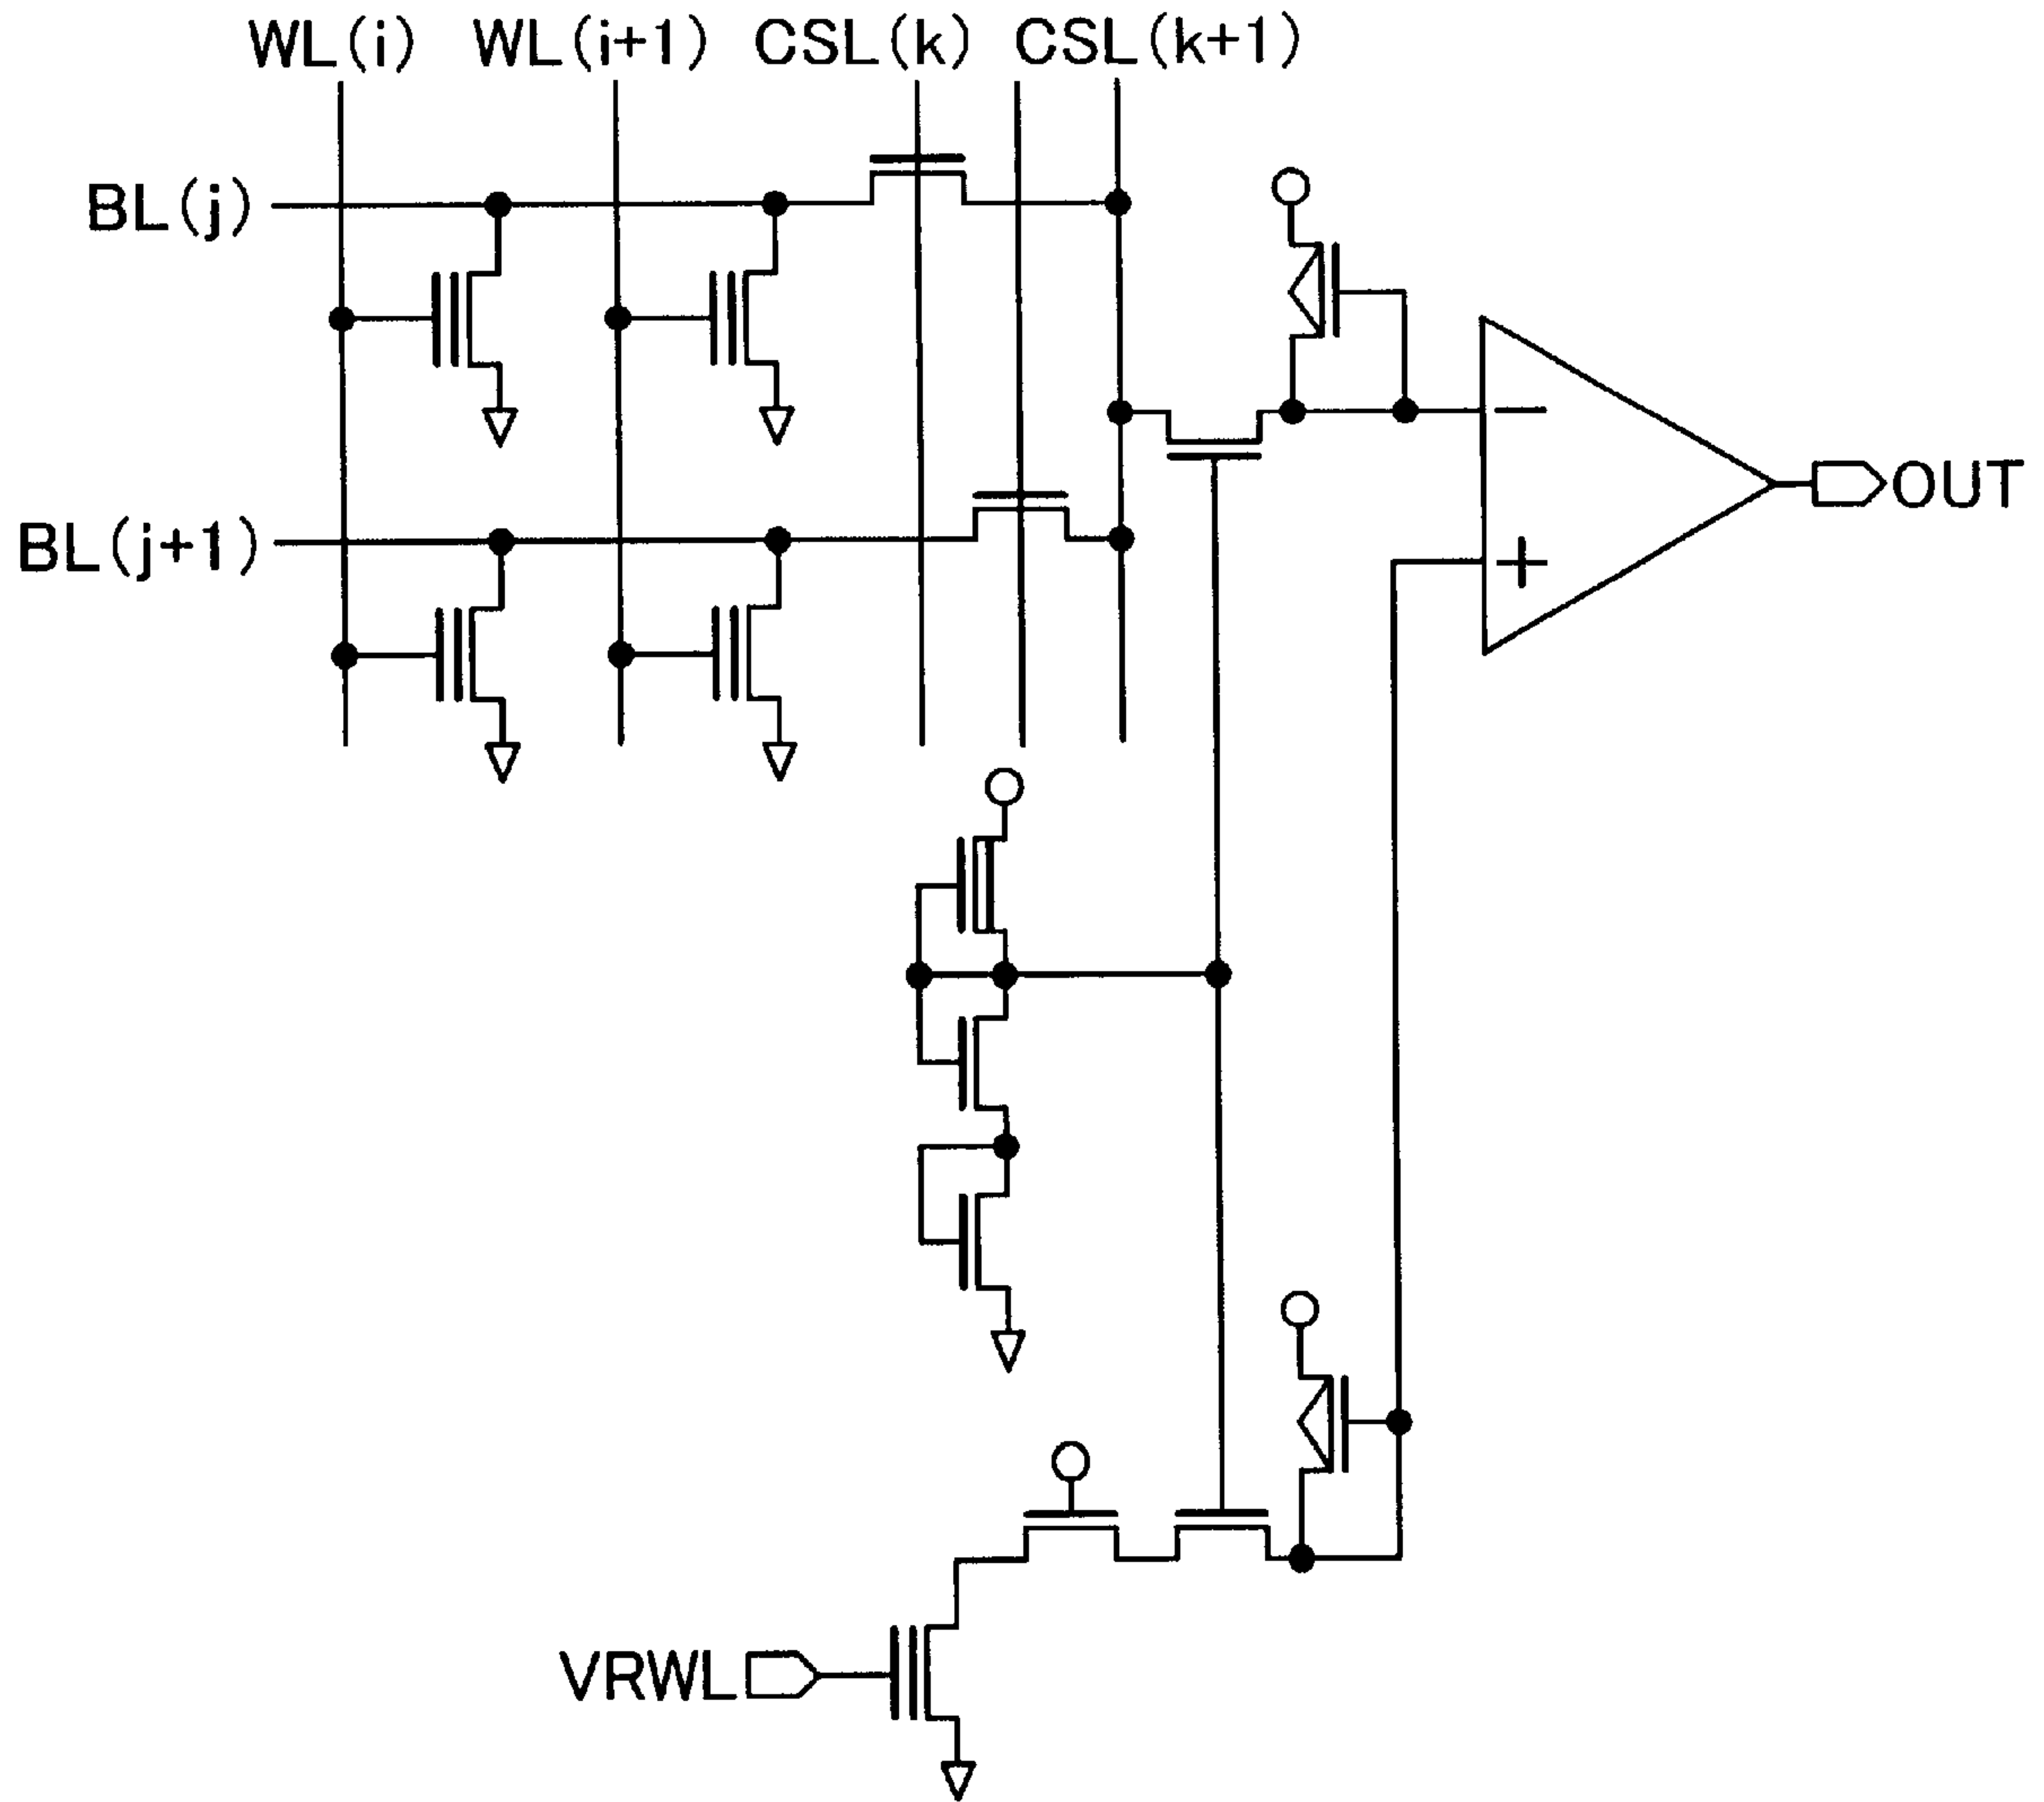 WL(i) WL(i+1) CSL(k) CSL(k+1)
BL(j)
−
OUT
BL(j+1)
+
VRWL